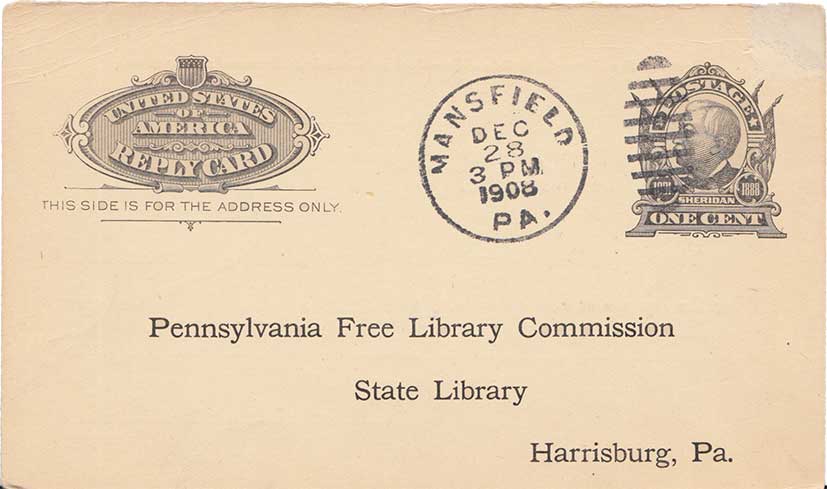 UNITED STATES
OF
AMERICA
REPLY CARD
THIS SIDE IS FOR THE ADDRESS ONLY.
MANSFIELD
DEC
28
3 PM
1908
PA.
POSTAGE
1888
SHERIDAN
ONE CENT
Pennsylvania Free Library Commission
State Library
Harrisburg, Pa.